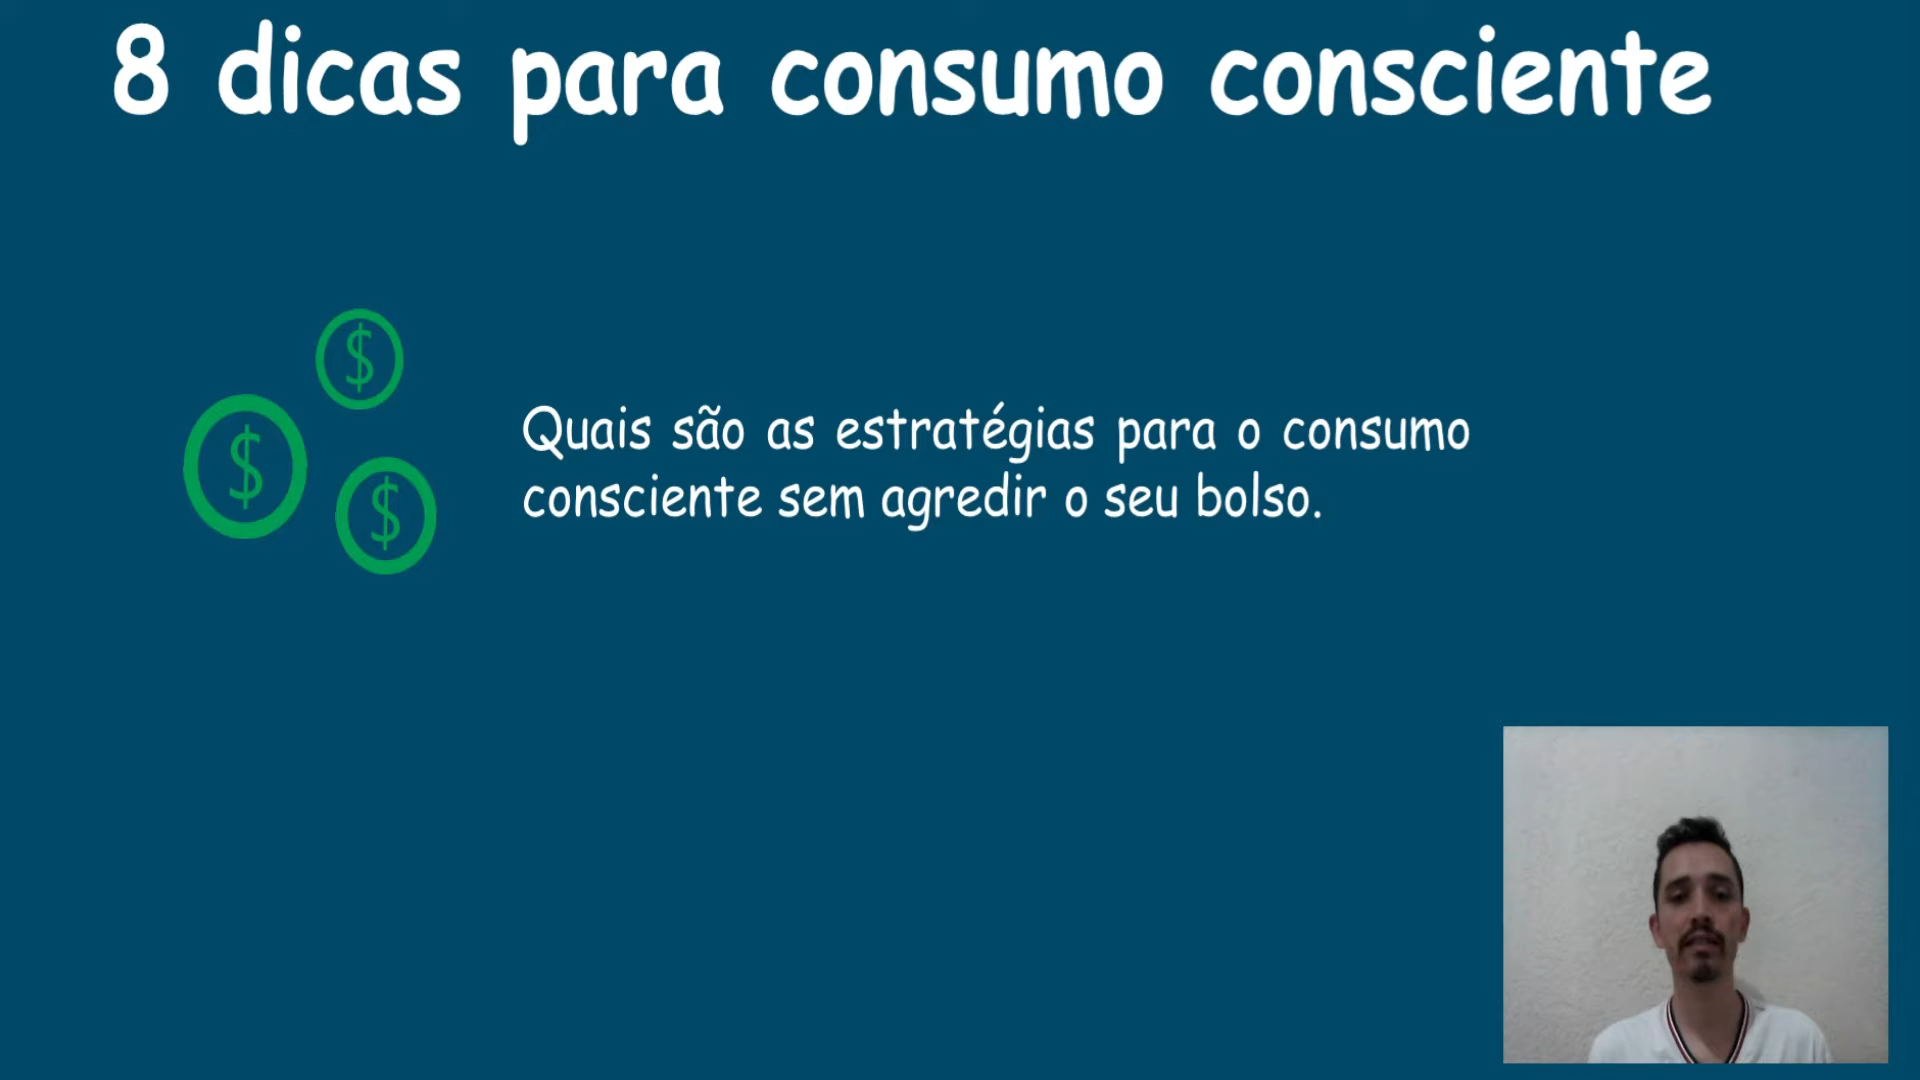 8 dicas para consumo consciente
$
$
$
Quais são as estratégias para o consumo
consciente sem agredir o seu bolso.